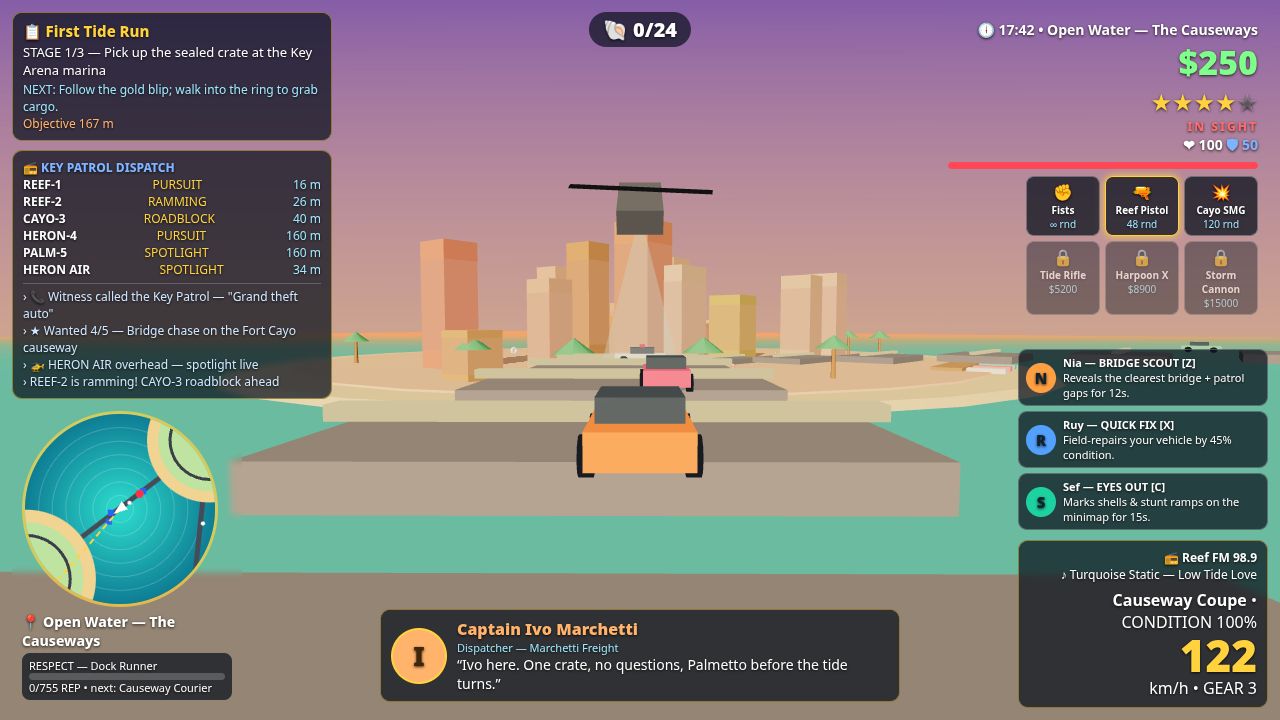 📋 First Tide Run
STAGE 1/3 — Pick up the sealed crate at the Key
Arena marina
NEXT: Follow the gold blip; walk into the ring to grab
cargo.
Objective 167 m
📻 KEY PATROL DISPATCH
REEF-1 PURSUIT 16 m
REEF-2 RAMMING 26 m
CAYO-3 ROADBLOCK 40 m
HERON-4 PURSUIT 160 m
PALM-5 SPOTLIGHT 160 m
HERON AIR SPOTLIGHT 34 m
› 📞 Witness called the Key Patrol — "Grand theft
auto"
› ★ Wanted 4/5 — Bridge chase on the Fort Cayo
causeway
› 🚁 HERON AIR overhead — spotlight live
› REEF-2 is ramming! CAYO-3 roadblock ahead
📍 Open Water — The
Causeways
RESPECT — Dock Runner
0/755 REP • next: Causeway Courier
🐚 0/24
🕔 17:42 • Open Water — The Causeways
$250
★★★★★
IN SIGHT
❤ 100 🛡 50
Fists
∞ rnd
Reef Pistol
48 rnd
Cayo SMG
120 rnd
Tide Rifle
$5200
Harpoon X
$8900
Storm
Cannon
$15000
N
Nia — BRIDGE SCOUT [Z]
Reveals the clearest bridge + patrol
gaps for 12s.
R
Ruy — QUICK FIX [X]
Field-repairs your vehicle by 45%
condition.
S
Sef — EYES OUT [C]
Marks shells & stunt ramps on the
minimap for 15s.
📻 Reef FM 98.9
♪ Turquoise Static — Low Tide Love
Causeway Coupe •
CONDITION 100%
122
km/h • GEAR 3
I
Captain Ivo Marchetti
Dispatcher — Marchetti Freight
“Ivo here. One crate, no questions, Palmetto before the tide
turns.”